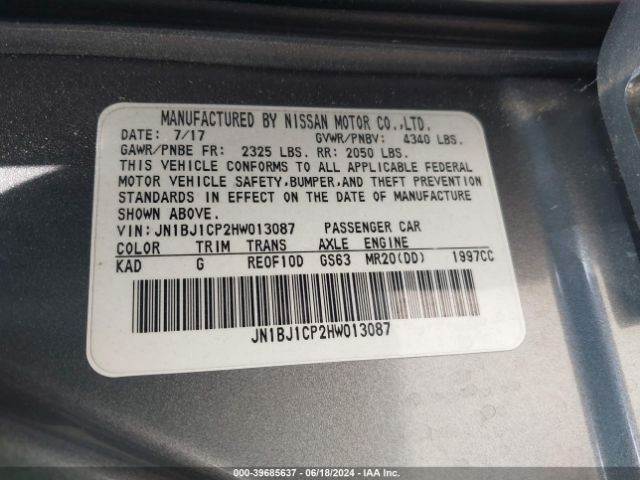 MANUFACTURED BY NISSAN MOTOR CO.,LTD.
DATE: 7/17 GVWR/PNBV: 4340 LBS.
GAWR/PNBE FR: 2325 LBS. RR: 2050 LBS.
THIS VEHICLE CONFORMS TO ALL APPLICABLE FEDERAL
MOTOR VEHICLE SAFETY,BUMPER,AND THEFT PREVENTION
STANDARDS IN EFFECT ON THE DATE OF MANUFACTURE
SHOWN ABOVE.
VIN: JN1BJ1CP2HW013087 PASSENGER CAR
COLOR TRIM TRANS AXLE ENGINE
KAD G RE0F10D GS63 MR20(DD) 1997CC
JN1BJ1CP2HW013087
000-39685637 - 06/18/2024 - IAA Inc.